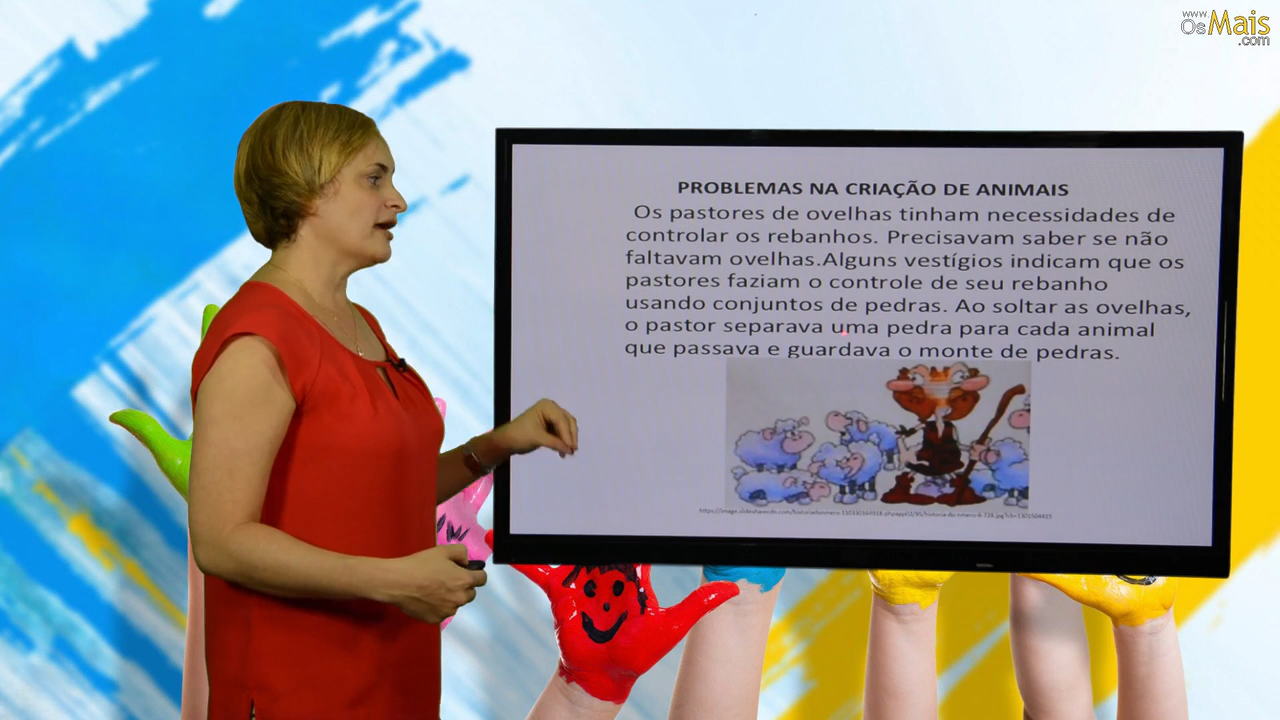 www
OsMais
.com
PROBLEMAS NA CRIAÇÃO DE ANIMAIS
Os pastores de ovelhas tinham necessidades de
controlar os rebanhos. Precisavam saber se não
faltavam ovelhas.Alguns vestígios indicam que os
pastores faziam o controle de seu rebanho
usando conjuntos de pedras. Ao soltar as ovelhas,
o pastor separava uma pedra para cada animal
que passava e guardava o monte de pedras.